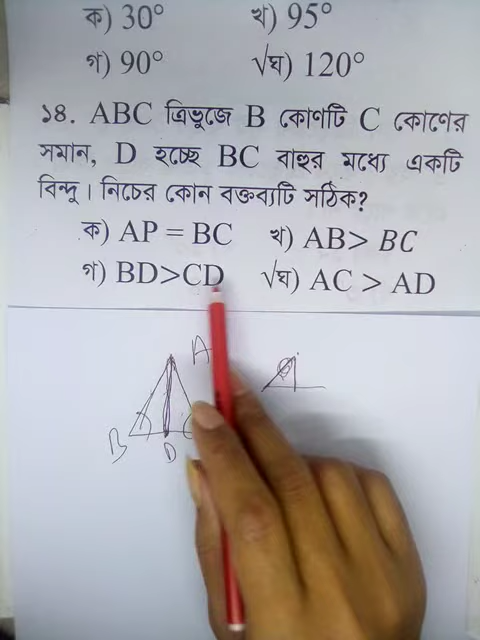 ক) 30° খ) 95°
গ) 90° √ঘ) 120°
১৪. ABC ত্রিভুজে B কোণটি C কোণের
সমান, D হচ্ছে BC বাহুর মধ্যে একটি
বিন্দু। নিচের কোন বক্তব্যটি সঠিক?
ক) AP = BC খ) AB> BC
গ) BD>CD √ঘ) AC > AD
A
B
D